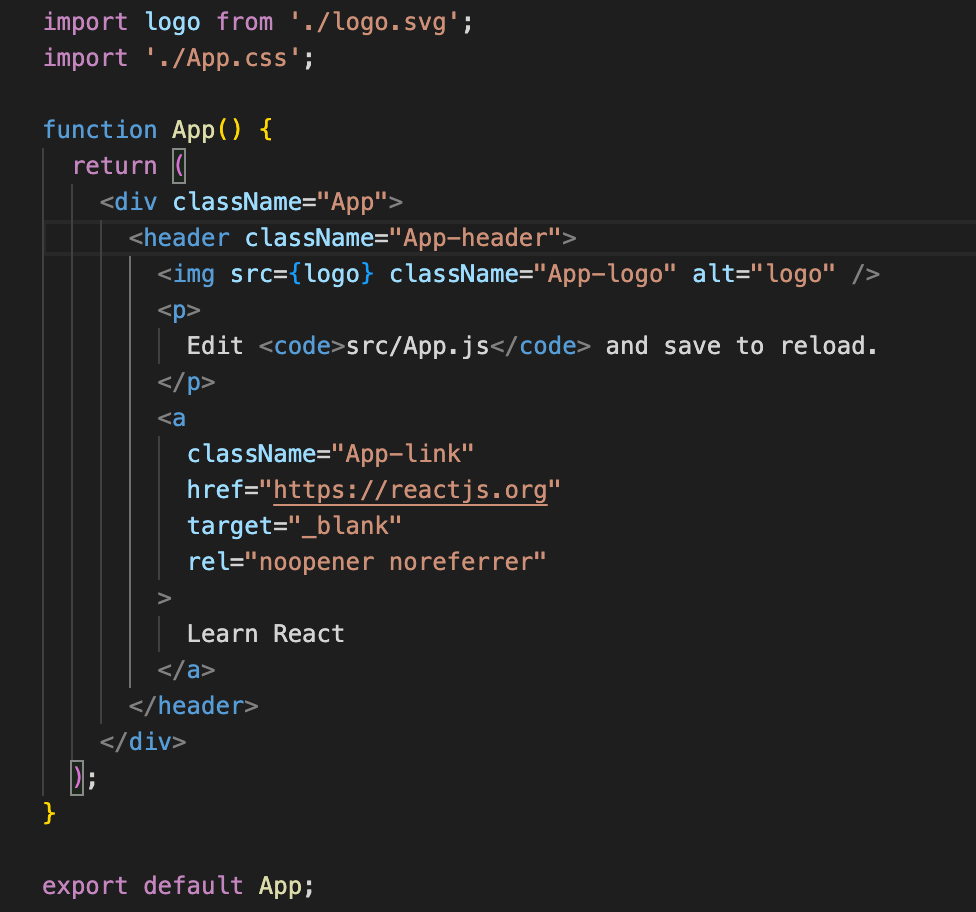 import logo from './logo.svg';
import './App.css';

function App() {
  return (
    <div className="App">
      <header className="App-header">
        <img src={logo} className="App-logo" alt="logo" />
        <p>
          Edit <code>src/App.js</code> and save to reload.
        </p>
        <a
          className="App-link"
          href="https://reactjs.org"
          target="_blank"
          rel="noopener noreferrer"
        >
          Learn React
        </a>
      </header>
    </div>
  );
}

export default App;